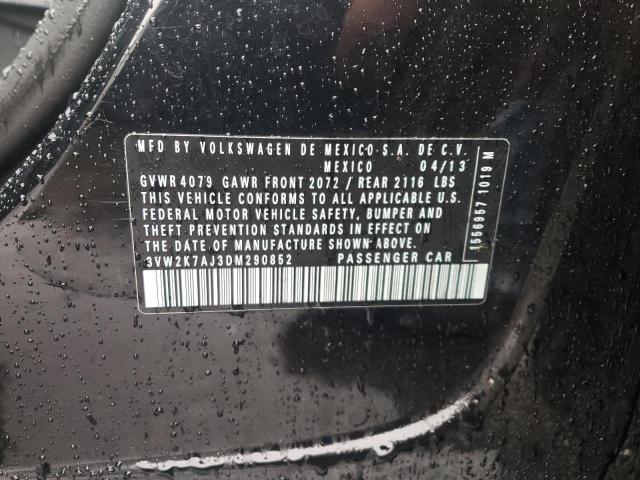 MFD BY VOLKSWAGEN DE MEXICO S.A. DE C.V.
MEXICO 04/13
GVWR 4079 GAWR FRONT 2072 / REAR 2116 LBS
THIS VEHICLE CONFORMS TO ALL APPLICABLE U.S.
FEDERAL MOTOR VEHICLE SAFETY, BUMPER AND
THEFT PREVENTION STANDARDS IN EFFECT ON
THE DATE OF MANUFACTURE SHOWN ABOVE.
3VW2K7AJ3DM290852 PASSENGER CAR
1556957 1019 M